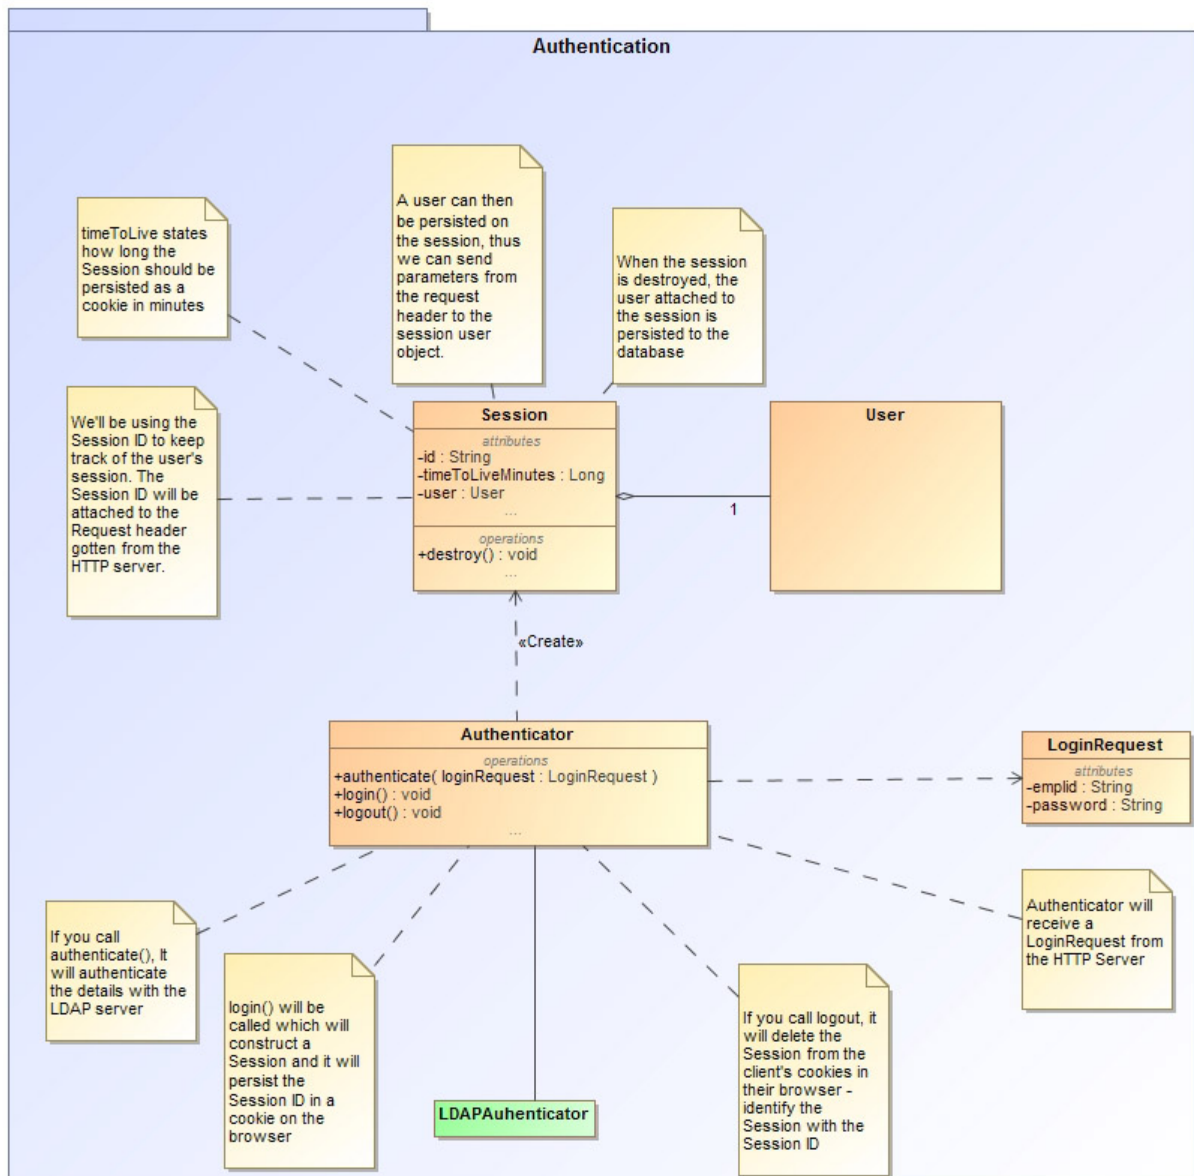 Authentication
timeToLive states
how long the
Session should be
persisted as a
cookie in minutes
A user can then
be persisted on
the session, thus
we can send
parameters from
the request
header to the
session user
object.
When the session
is destroyed, the
user attached to
the session is
persisted to the
database
We'll be using the
Session ID to keep
track of the user's
session. The
Session ID will be
attached to the
Request header
gotten from the
HTTP server.
Session
attributes
-id : String
-timeToLiveMinutes : Long
-user : User
...
operations
+destroy() : void
...
1
User
«Create»
Authenticator
operations
+authenticate( loginRequest : LoginRequest )
+login() : void
+logout() : void
...
LoginRequest
attributes
-emplid : String
-password : String
If you call
authenticate(), It
will authenticate
the details with the
LDAP server
login() will be
called which will
construct a
Session and it will
persist the
Session ID in a
cookie on the
browser
LDAPAuhenticator
If you call logout, it
will delete the
Session from the
client's cookies in
their browser -
identify the
Session with the
Session ID
Authenticator will
receive a
LoginRequest from
the HTTP Server